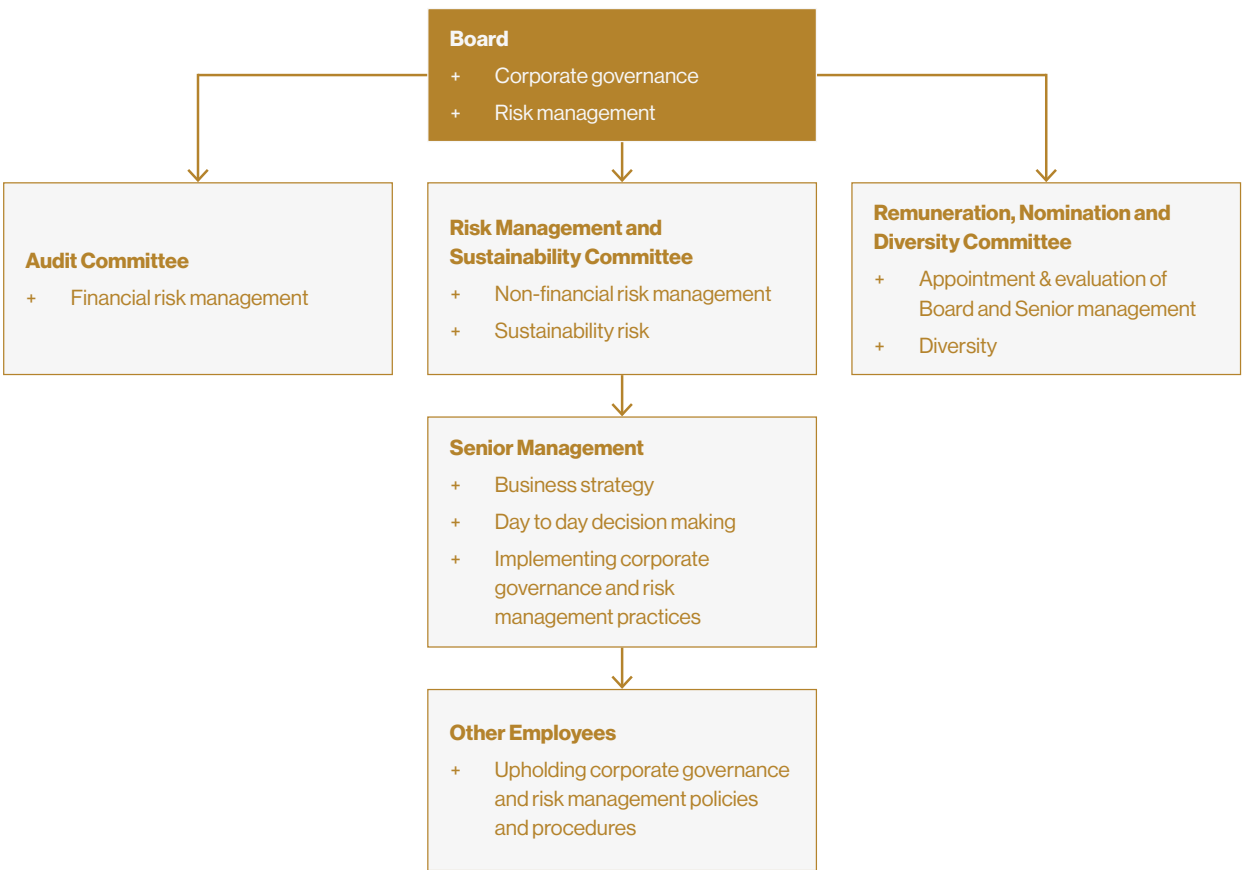 Board
+ Corporate governance
+ Risk management
Audit Committee
+ Financial risk management
Risk Management and
Sustainability Committee
+ Non-financial risk management
+ Sustainability risk
Remuneration, Nomination and
Diversity Committee
+ Appointment & evaluation of
Board and Senior management
+ Diversity
Senior Management
+ Business strategy
+ Day to day decision making
+ Implementing corporate
governance and risk
management practices
Other Employees
+ Upholding corporate governance
and risk management policies
and procedures